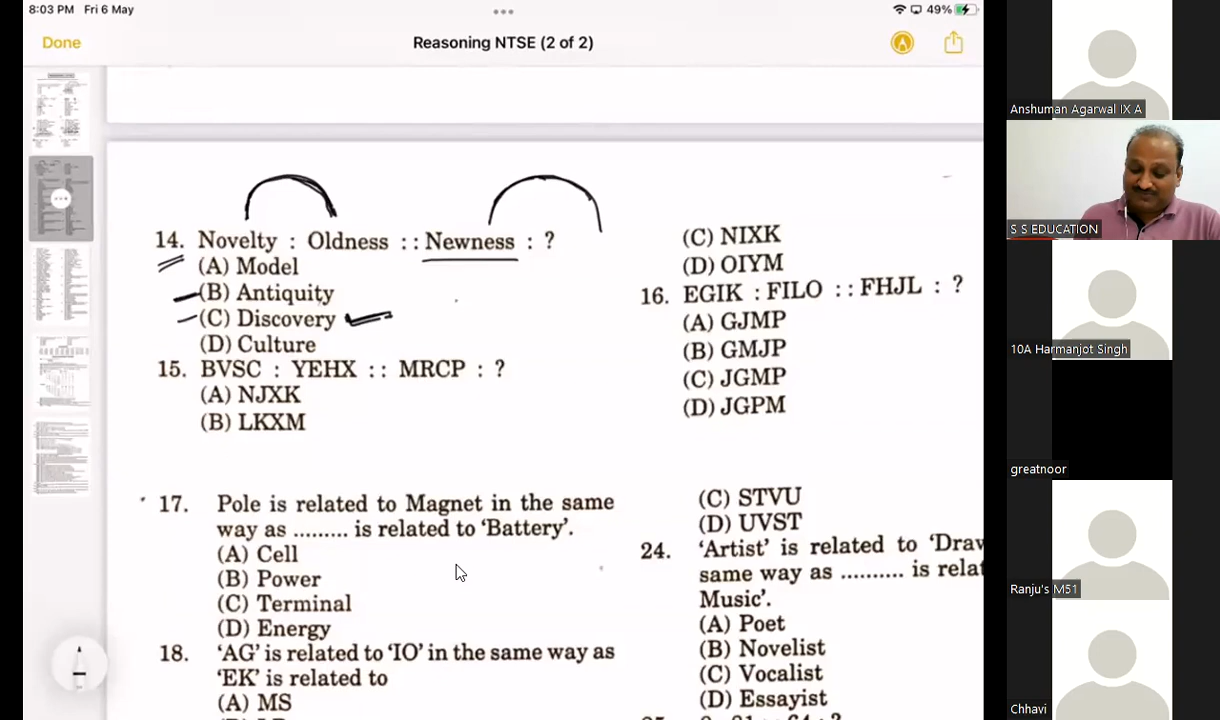 8:03 PM Fri 6 May
49%
Done
Reasoning NTSE (2 of 2)
14. Novelty : Oldness : : Newness : ?
(A) Model
(B) Antiquity
(C) Discovery
(D) Culture
15. BVSC : YEHX : : MRCP : ?
(A) NJXK
(B) LKXM
(C) NIXK
(D) OIYM
16. EGIK : FILO : : FHJL : ?
(A) GJMP
(B) GMJP
(C) JGMP
(D) JGPM
17. Pole is related to Magnet in the same
way as ......... is related to 'Battery'.
(A) Cell
(B) Power
(C) Terminal
(D) Energy
18. 'AG' is related to 'IO' in the same way as
'EK' is related to
(A) MS
(C) STVU
(D) UVST
24. 'Artist' is related to 'Draw
same way as .......... is rela
Music'.
(A) Poet
(B) Novelist
(C) Vocalist
(D) Essayist
Anshuman Agarwal IX A
S S EDUCATION
10A Harmanjot Singh
greatnoor
Ranju's M51
Chhavi